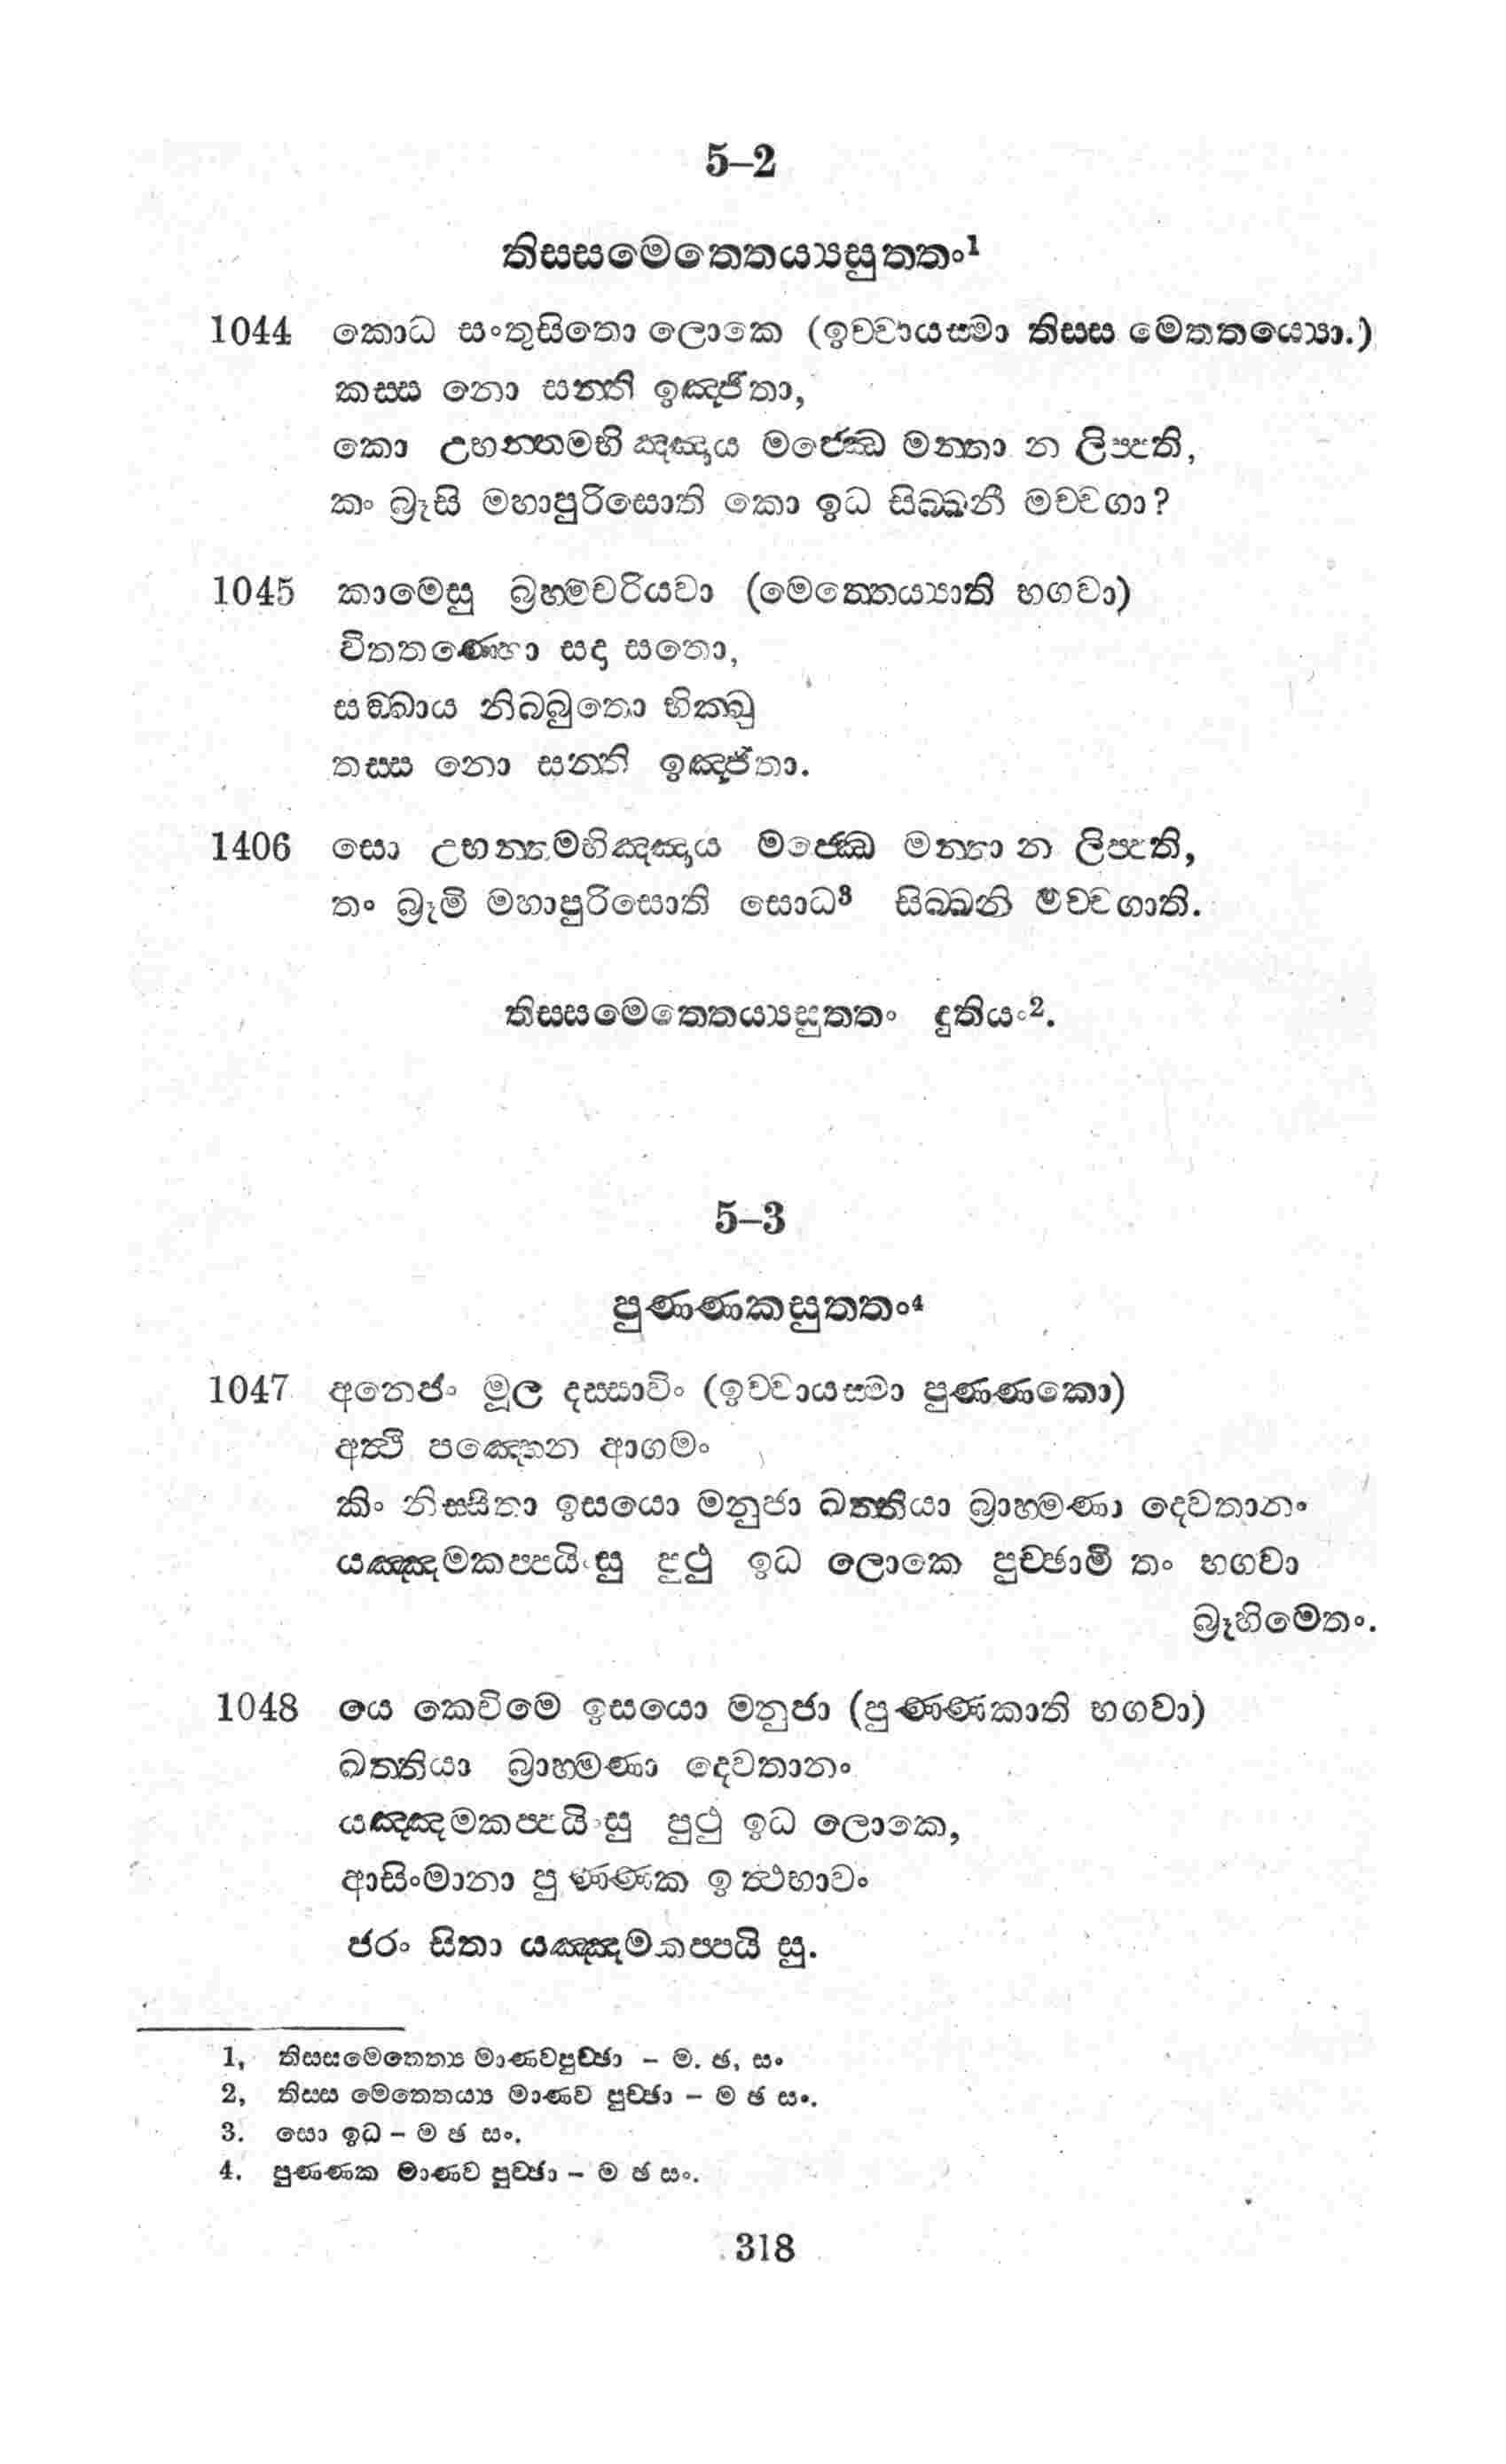 5–2
තිස්සමෙත්තෙය්‍යසුත්තං1
1044 කොධ සංතුසිතො ලොකෙ (ඉච්චායස්මා තිස්ස මෙත්තය්‍යො.)
කස්ස නො සන්ති ඉඤ්ජිතා,
කො උභන්තමභි ඤ්ඤාය මජ්ඣෙ මන්තා න ලිප්පති,
කං බ්‍රෑසි මහාපුරිසොති කො ඉධ සිබ්බනී මච්චගා?
1045 කාමෙසු බ්‍රහ්මචරියවා (මෙත්තෙය්‍යාති භගවා)
විතතණ්හො සදා සතො,
සඞ්ඛාය නිබ්බුතො භික්ඛු
තස්ස නො සන්ති ඉඤ්ජිතා.
1406 සො උභන්තමභිඤ්ඤාය මජ්ඣෙ මන්තා න ලිප්පති,
තං බ්‍රෑමි මහාපුරිසොති සොධ3 සිබ්බනි මච්චගාති.
තිස්සමෙත්තෙය්‍යසුත්තං දුතියං2.
5–3
පුණ්ණකසුත්තං4
1047 අනෙජං මූල දස්සාවිං (ඉච්චායස්මා පුණ්ණකො)
අත්ථි පඤ්හෙන ආගමං
කිං නිස්සිතා ඉසයො මනුජා ඛත්තියා බ්‍රාහ්මණා දෙවතානං
යඤ්ඤමකප්පයිංසු පුථු ඉධ ලොකෙ පුච්ඡාමි තං භගවා
බ්‍රෑහිමෙතං.
1048 යෙ කෙචිමෙ ඉසයො මනුජා (පුණ්ණකාති භගවා)
ඛත්තියා බ්‍රාහ්මණා දෙවතානං
යඤ්ඤමකප්පයිංසු පුථු ඉධ ලොකෙ,
ආසිංමානා පුණ්ණක ඉත්ථභාවං
ජරං සිතා යඤ්ඤමකප්පයි සු.
1, තිස්සමෙත්තෙය්‍ය මාණවපුච්ඡා – ම. ඡ, සං
2, තිස්ස මෙත්තෙය්‍ය මාණව පුච්ඡා – ම ඡ සං.
3. සො ඉධ – ම ඡ සං.
4. පුණ්ණක මාණව පුච්ඡා – ම ඡ සං.
318